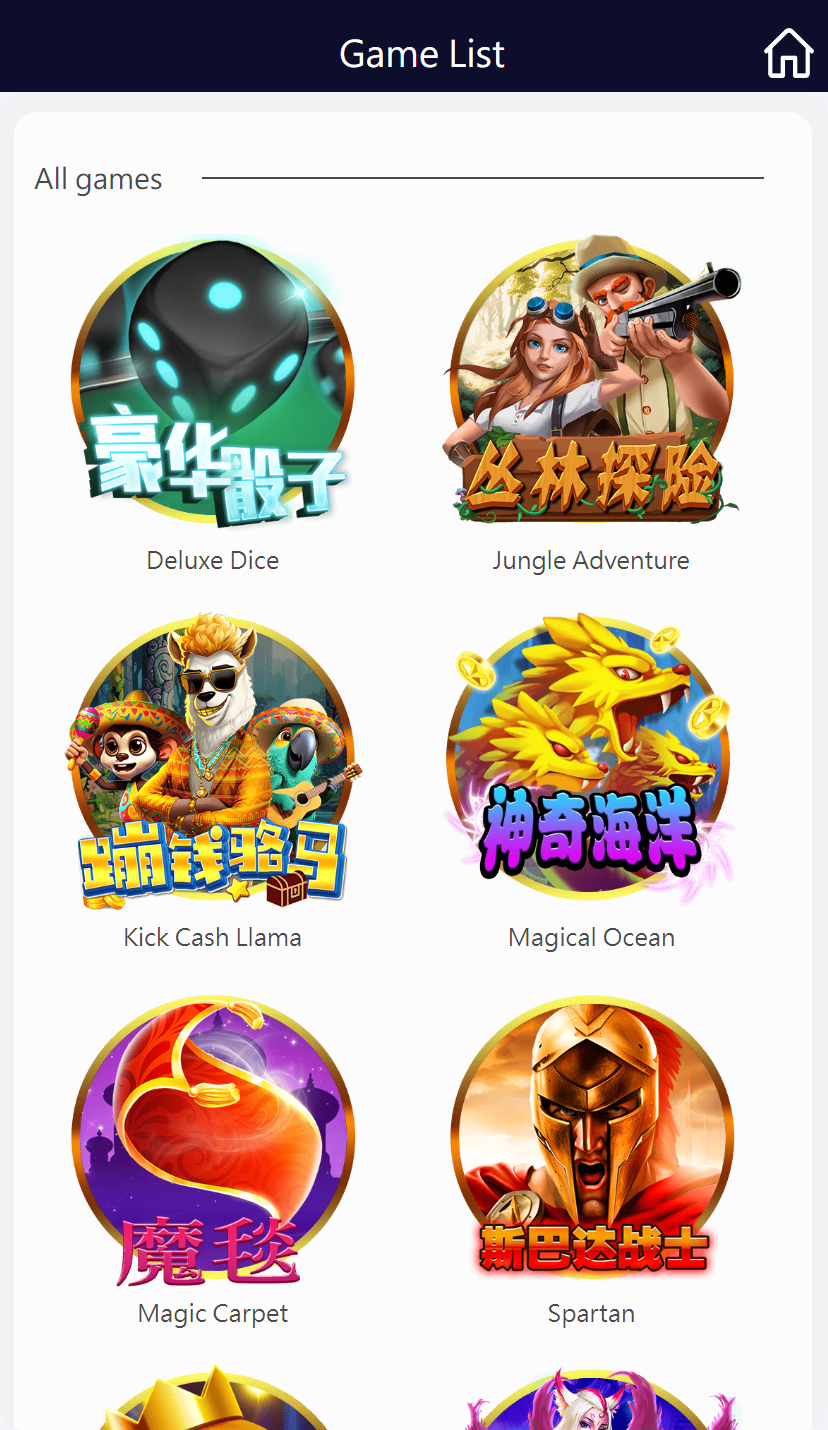 Game List
All games
豪华骰子
丛林探险
Deluxe Dice
Jungle Adventure
蹦钱骆马
神奇海洋
Kick Cash Llama
Magical Ocean
魔毯
斯巴达战士
Magic Carpet
Spartan